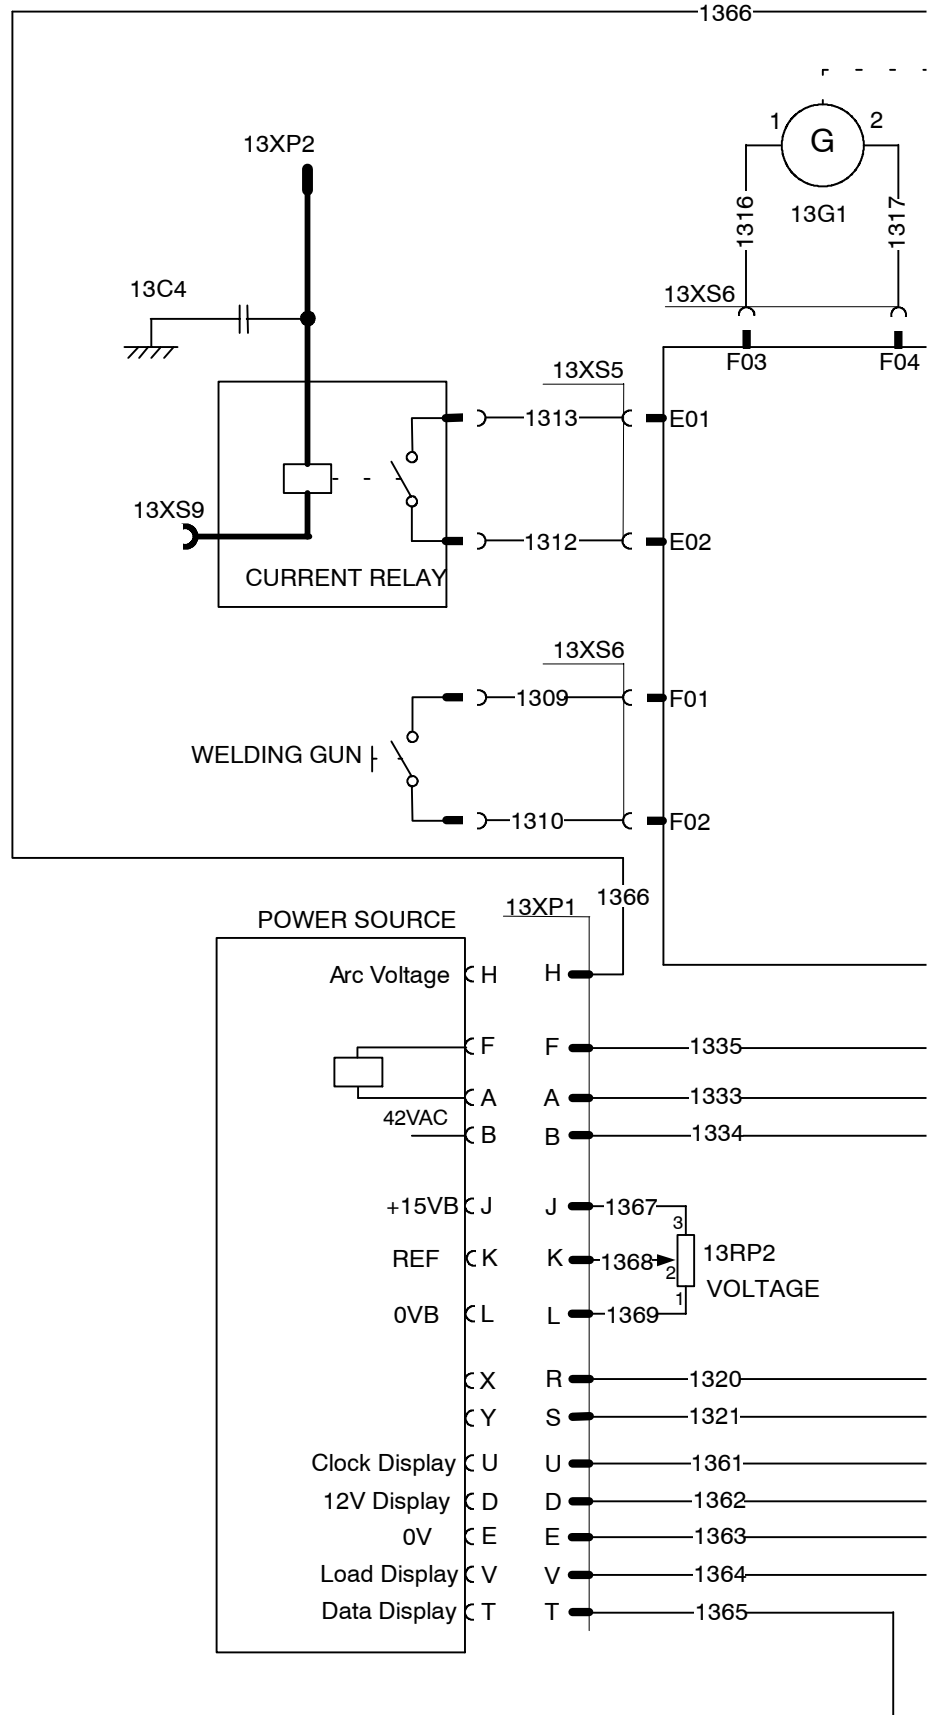 1366
1 2
G
13G1
1316
1317
13XP2
13XS6
13C4
F03 F04
13XS5
1313 E01
13XS9
1312 E02
CURRENT RELAY
13XS6
1309 F01
WELDING GUN
1310 F02
1366
13XP1
POWER SOURCE
Arc Voltage H H
F F 1335
A A 1333
42VAC
B B 1334
+15VB J J 1367
3
REF K K 1368
2
13RP2
VOLTAGE
1
0VB L L 1369
X R 1320
Y S 1321
Clock Display U U 1361
12V Display D D 1362
0V E E 1363
Load Display V V 1364
Data Display T T 1365